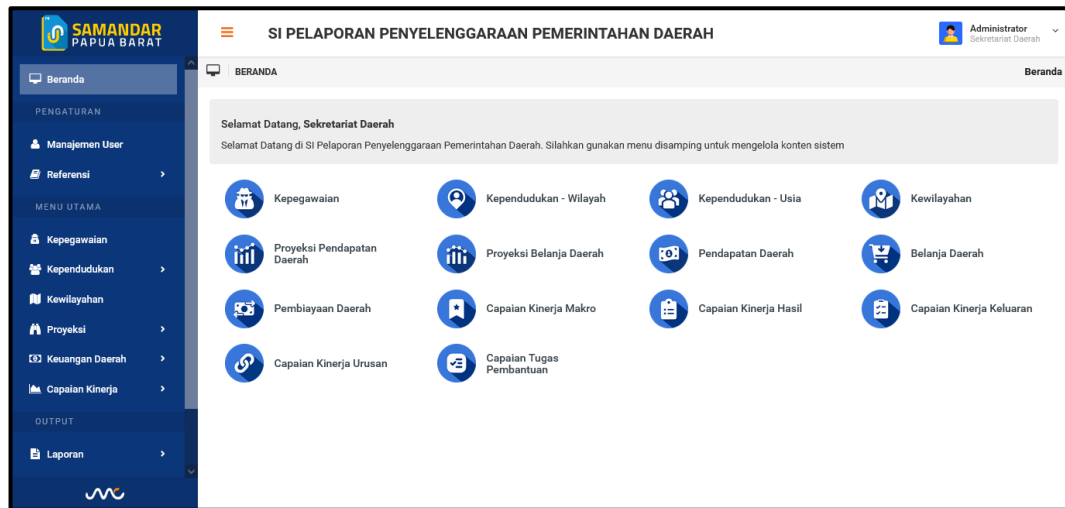 SAMANDAR
PAPUA BARAT
SI PELAPORAN PENYELENGGARAAN PEMERINTAHAN DAERAH
Administrator
Sekretariat Daerah
Beranda
PENGATURAN
Manajemen User
Referensi
MENU UTAMA
Kepegawaian
Kependudukan
Kewilayahan
Proyeksi
Keuangan Daerah
Capaian Kinerja
OUTPUT
Laporan
BERANDA
Beranda
Selamat Datang, Sekretariat Daerah
Selamat Datang di SI Pelaporan Penyelenggaraan Pemerintahan Daerah. Silahkan gunakan menu disamping untuk mengelola konten sistem
Kepegawaian
Kependudukan - Wilayah
Kependudukan - Usia
Kewilayahan
Proyeksi Pendapatan
Daerah
Proyeksi Belanja Daerah
Pendapatan Daerah
Belanja Daerah
Pembiayaan Daerah
Capaian Kinerja Makro
Capaian Kinerja Hasil
Capaian Kinerja Keluaran
Capaian Kinerja Urusan
Capaian Tugas
Pembantuan